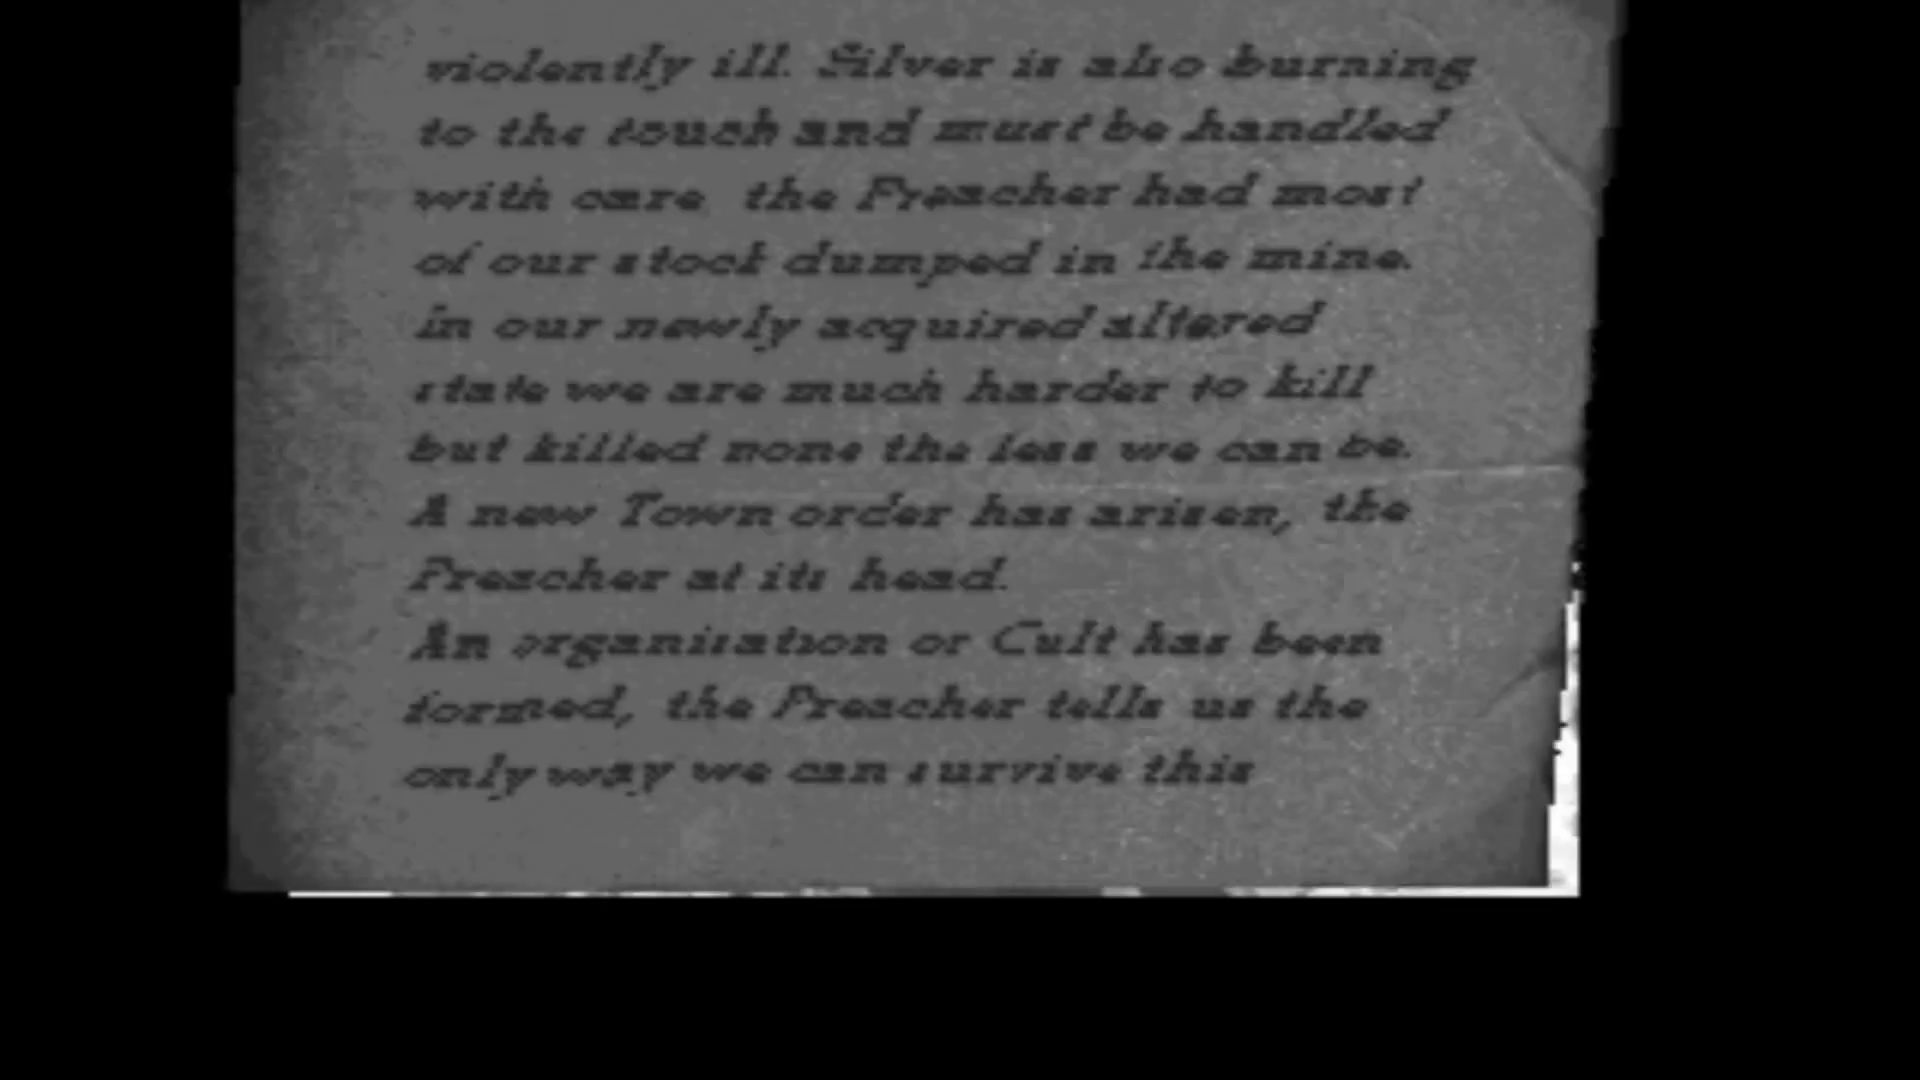 violently ill. Silver is also burning
to the touch and must be handled
with care, the Preacher had most
of our stock dumped in the mine.
In our newly acquired altered
state we are much harder to kill
but killed none the less we can be.
A new Town order has arisen, the
Preacher at its head.
An organisation or Cult has been
formed, the Preacher tells us the
only way we can survive this